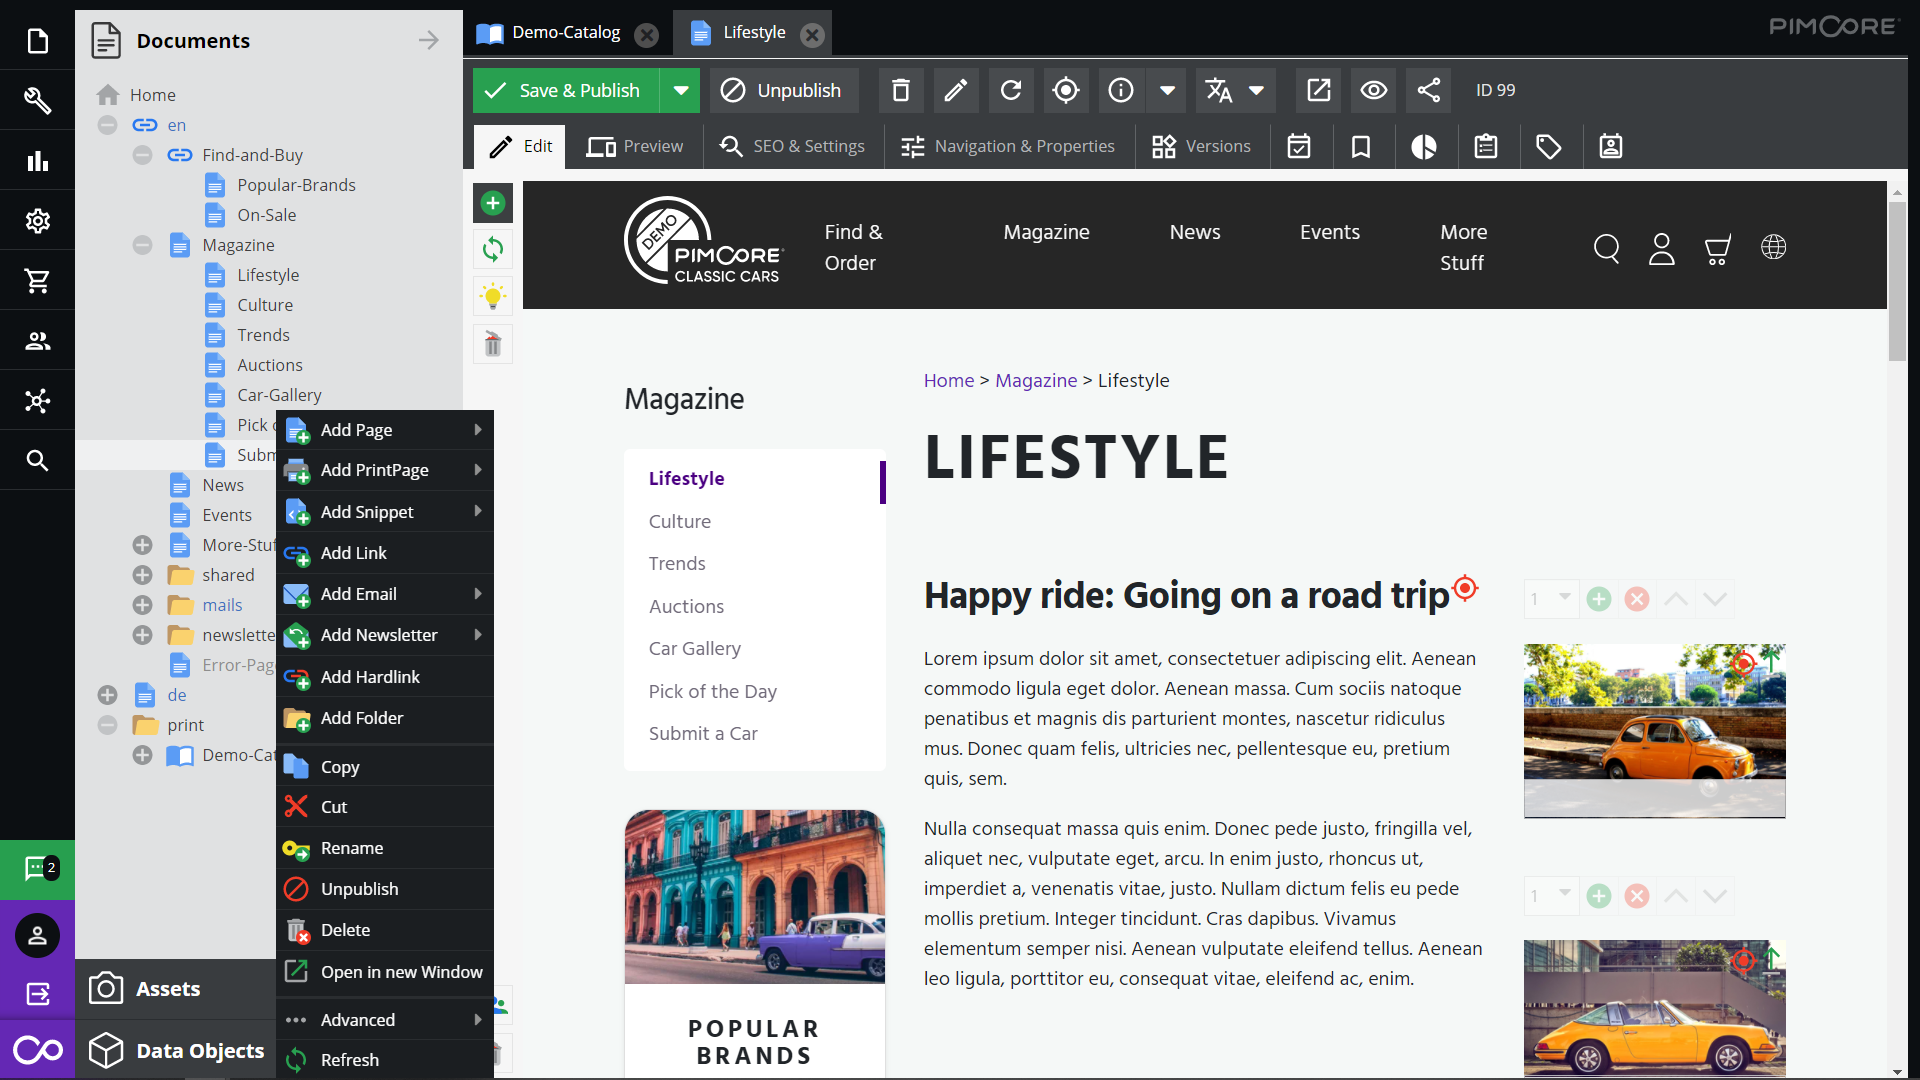 Documents
Demo-Catalog
Lifestyle
PIMCORE
Save & Publish
Unpublish
ID 99
Edit
Preview
SEO & Settings
Navigation & Properties
Versions
Home
en
Find-and-Buy
Popular-Brands
On-Sale
Magazine
Lifestyle
Culture
Trends
Auctions
Car-Gallery
Pick
Subm
News
Events
More-Stuf
shared
mails
newslette
Error-Pag
de
print
Demo-Cat
Add Page
Add PrintPage
Add Snippet
Add Link
Add Email
Add Newsletter
Add Hardlink
Add Folder
Copy
Cut
Rename
Unpublish
Delete
Open in new Window
Advanced
Refresh
2
Assets
Data Objects
DEMO
PIMCORE
CLASSIC CARS
Find &
Order
Magazine
News
Events
More
Stuff
Magazine
Lifestyle
Culture
Trends
Auctions
Car Gallery
Pick of the Day
Submit a Car
POPULAR
BRANDS
Home > Magazine > Lifestyle
LIFESTYLE
Happy ride: Going on a road trip
Lorem ipsum dolor sit amet, consectetuer adipiscing elit. Aenean
commodo ligula eget dolor. Aenean massa. Cum sociis natoque
penatibus et magnis dis parturient montes, nascetur ridiculus
mus. Donec quam felis, ultricies nec, pellentesque eu, pretium
quis, sem.
Nulla consequat massa quis enim. Donec pede justo, fringilla vel,
aliquet nec, vulputate eget, arcu. In enim justo, rhoncus ut,
imperdiet a, venenatis vitae, justo. Nullam dictum felis eu pede
mollis pretium. Integer tincidunt. Cras dapibus. Vivamus
elementum semper nisi. Aenean vulputate eleifend tellus. Aenean
leo ligula, porttitor eu, consequat vitae, eleifend ac, enim.
1
1